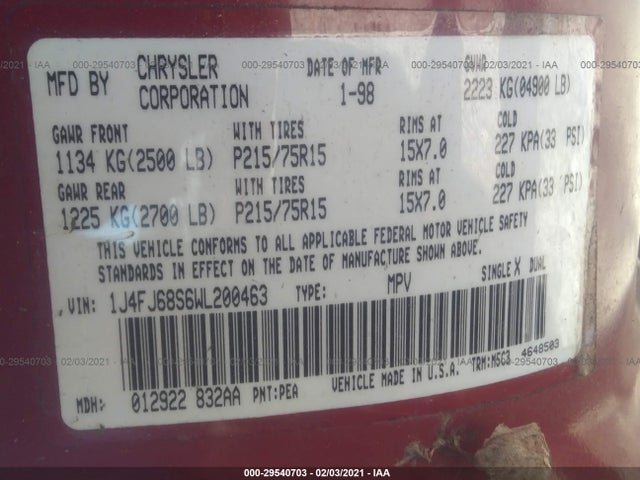 MFD BY CHRYSLER CORPORATION DATE OF MFR 1-98 GVWR 2223 KG(04900 LB)
GAWR FRONT WITH TIRES RIMS AT COLD
1134 KG(2500 LB) P215/75R15 15X7.0 227 KPA(33 PSI)
GAWR REAR WITH TIRES RIMS AT COLD
1225 KG(2700 LB) P215/75R15 15X7.0 227 KPA(33 PSI)
THIS VEHICLE CONFORMS TO ALL APPLICABLE FEDERAL MOTOR VEHICLE SAFETY
STANDARDS IN EFFECT ON THE DATE OF MANUFACTURE SHOWN ABOVE.
VIN: 1J4FJ68S6WL200463 TYPE: MPV SINGLE X DUAL
MDH: 012922 832AA PNT:PEA VEHICLE MADE IN U.S.A. TRM:M5C3 4648503
000-29540703 - 02/03/2021 - IAA